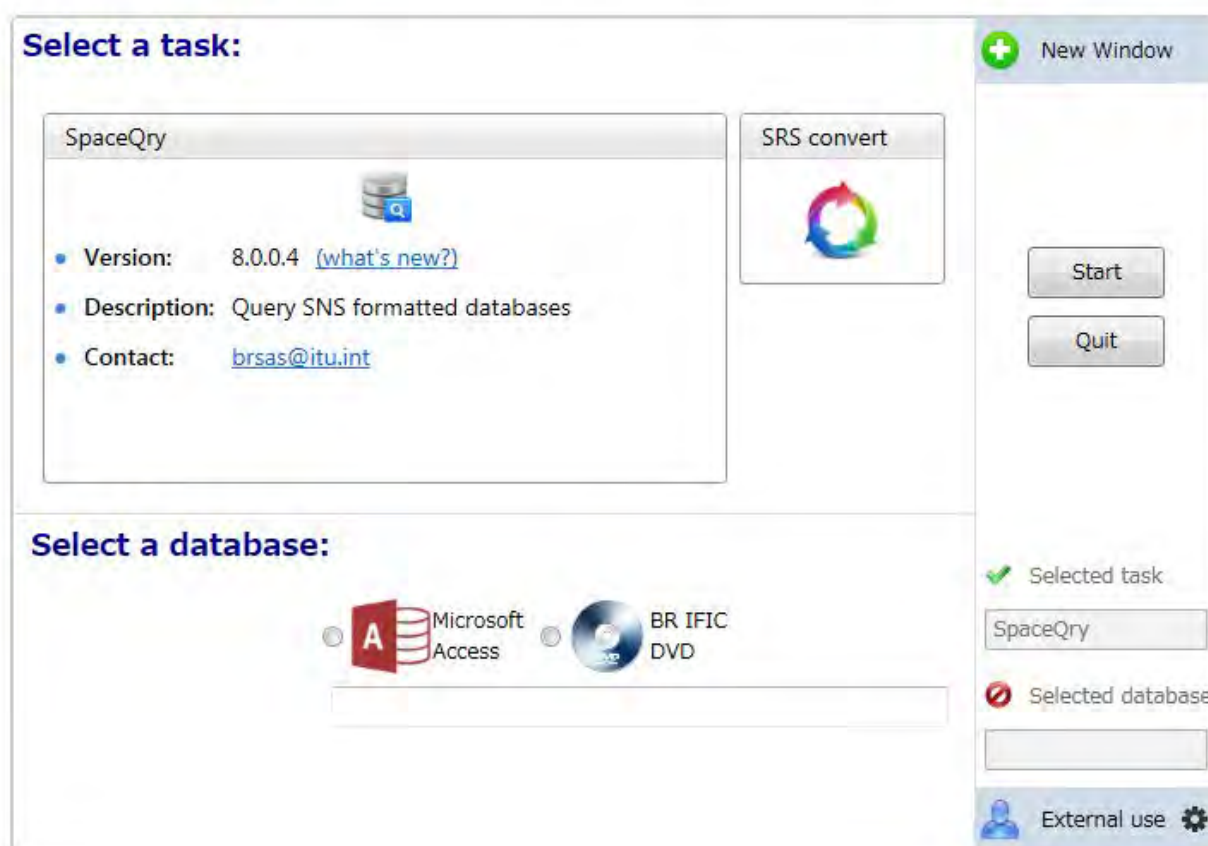 Select a task:
New Window
SpaceQry
SRS convert
Version: 8.0.0.4 (what's new?)
Description: Query SNS formatted databases
Contact: brsas@itu.int
Start
Quit
Select a database:
Microsoft
Access
BR IFIC
DVD
Selected task
SpaceQry
Selected database
External use